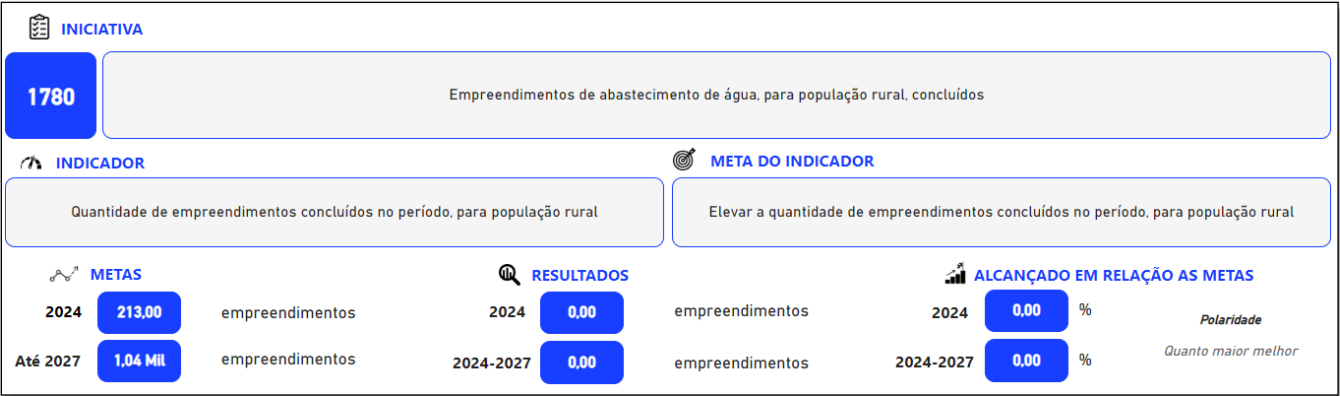 INICIATIVA
1780
Empreendimentos de abastecimento de água, para população rural, concluídos
INDICADOR
META DO INDICADOR
Quantidade de empreendimentos concluídos no período, para população rural
Elevar a quantidade de empreendimentos concluídos no período, para população rural
METAS
RESULTADOS
ALCANÇADO EM RELAÇÃO AS METAS
2024 213,00 empreendimentos
2024 0,00 empreendimentos
2024 0,00 %
Polaridade
Até 2027 1,04 Mil empreendimentos
2024-2027 0,00 empreendimentos
2024-2027 0,00 %
Quanto maior melhor